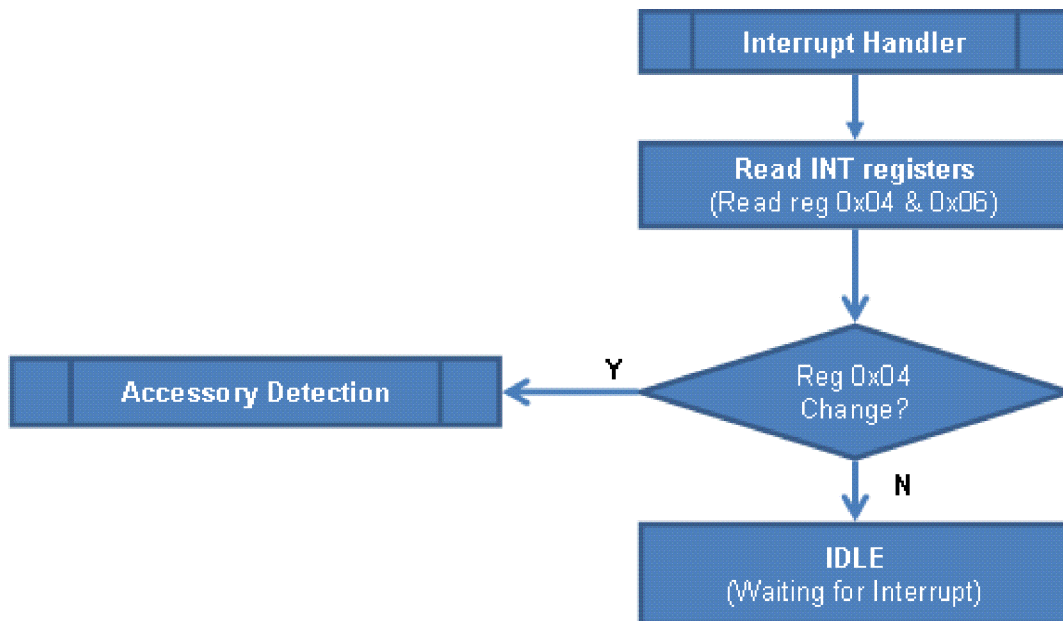 Interrupt Handler
Read INT registers
(Read reg 0x04 & 0x06)
Reg 0x04
Change?
Y
Accessory Detection
N
IDLE
(Waiting for Interrupt)